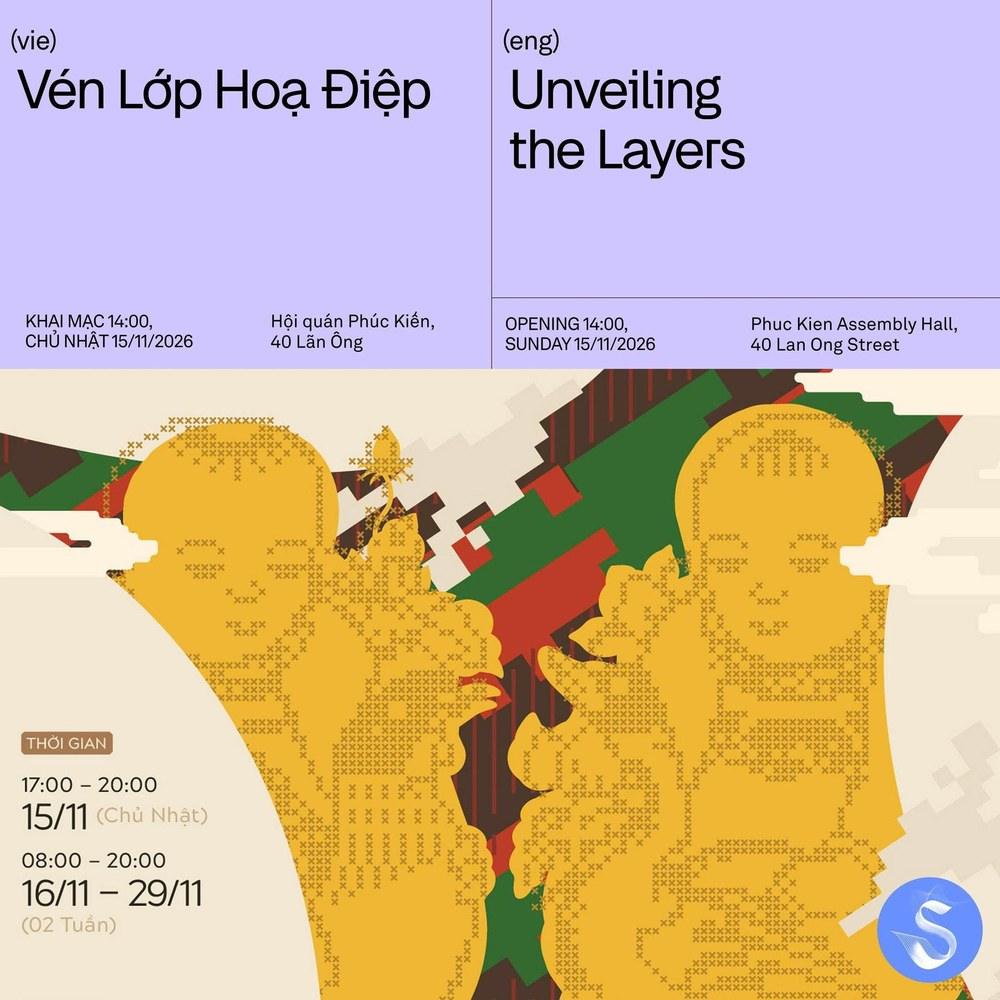 (vie)
Vén Lớp Hoạ Điệp
KHAI MẠC 14:00,
CHỦ NHẬT 15/11/2026
Hội quán Phúc Kiến,
40 Lãn Ông
(eng)
Unveiling
the Layers
OPENING 14:00,
SUNDAY 15/11/2026
Phuc Kien Assembly Hall,
40 Lan Ong Street
THỜI GIAN
17:00 – 20:00
15/11 (Chủ Nhật)
08:00 – 20:00
16/11 – 29/11
(02 Tuần)
S